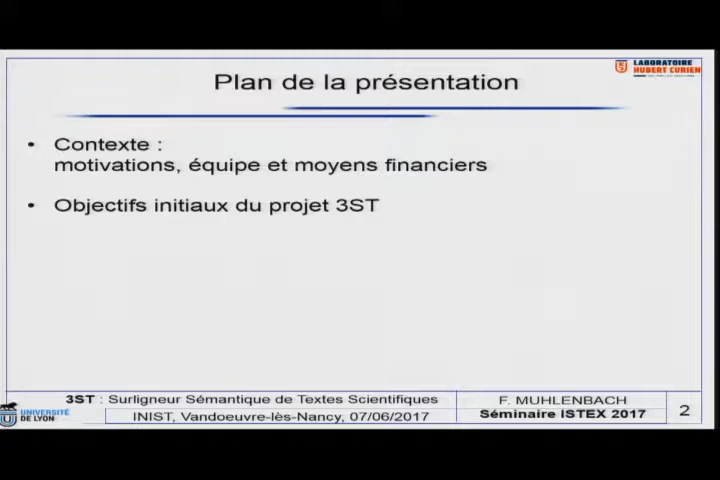 LABORATOIRE
HUBERT CURIEN
Plan de la présentation
• Contexte :
motivations, équipe et moyens financiers
• Objectifs initiaux du projet 3ST
3ST : Surligneur Sémantique de Textes Scientifiques
INIST, Vandoeuvre-lès-Nancy, 07/06/2017
F. MUHLENBACH
Séminaire ISTEX 2017
2
UNIVERSITÉ
DE LYON